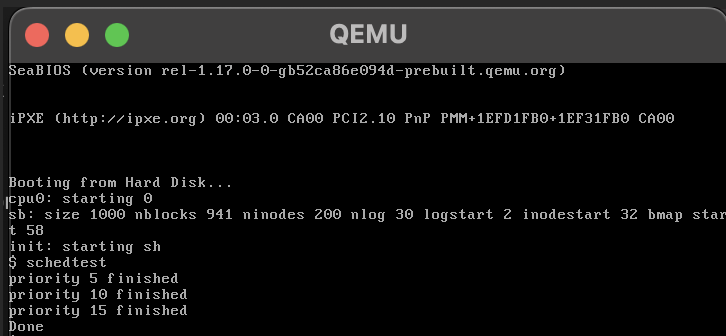 QEMU
SeaBIOS (version rel-1.17.0-0-gb52ca86e094d-prebuilt.qemu.org)
iPXE (http://ipxe.org) 00:03.0 CA00 PCI2.10 PnP PMM+1EFD1FB0+1EF31FB0 CA00
Booting from Hard Disk...
cpu0: starting 0
sb: size 1000 nblocks 941 ninodes 200 nlog 30 logstart 2 inodestart 32 bmap star
t 58
init: starting sh
$ schedtest
priority 5 finished
priority 10 finished
priority 15 finished
Done